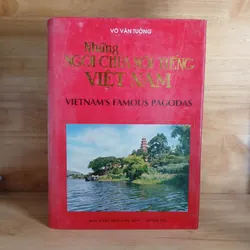 VÕ VĂN TƯỜNG
Những
NGÔI CHÙA NỔI TIẾNG
VIỆT NAM
VIETNAM'S FAMOUS PAGODAS